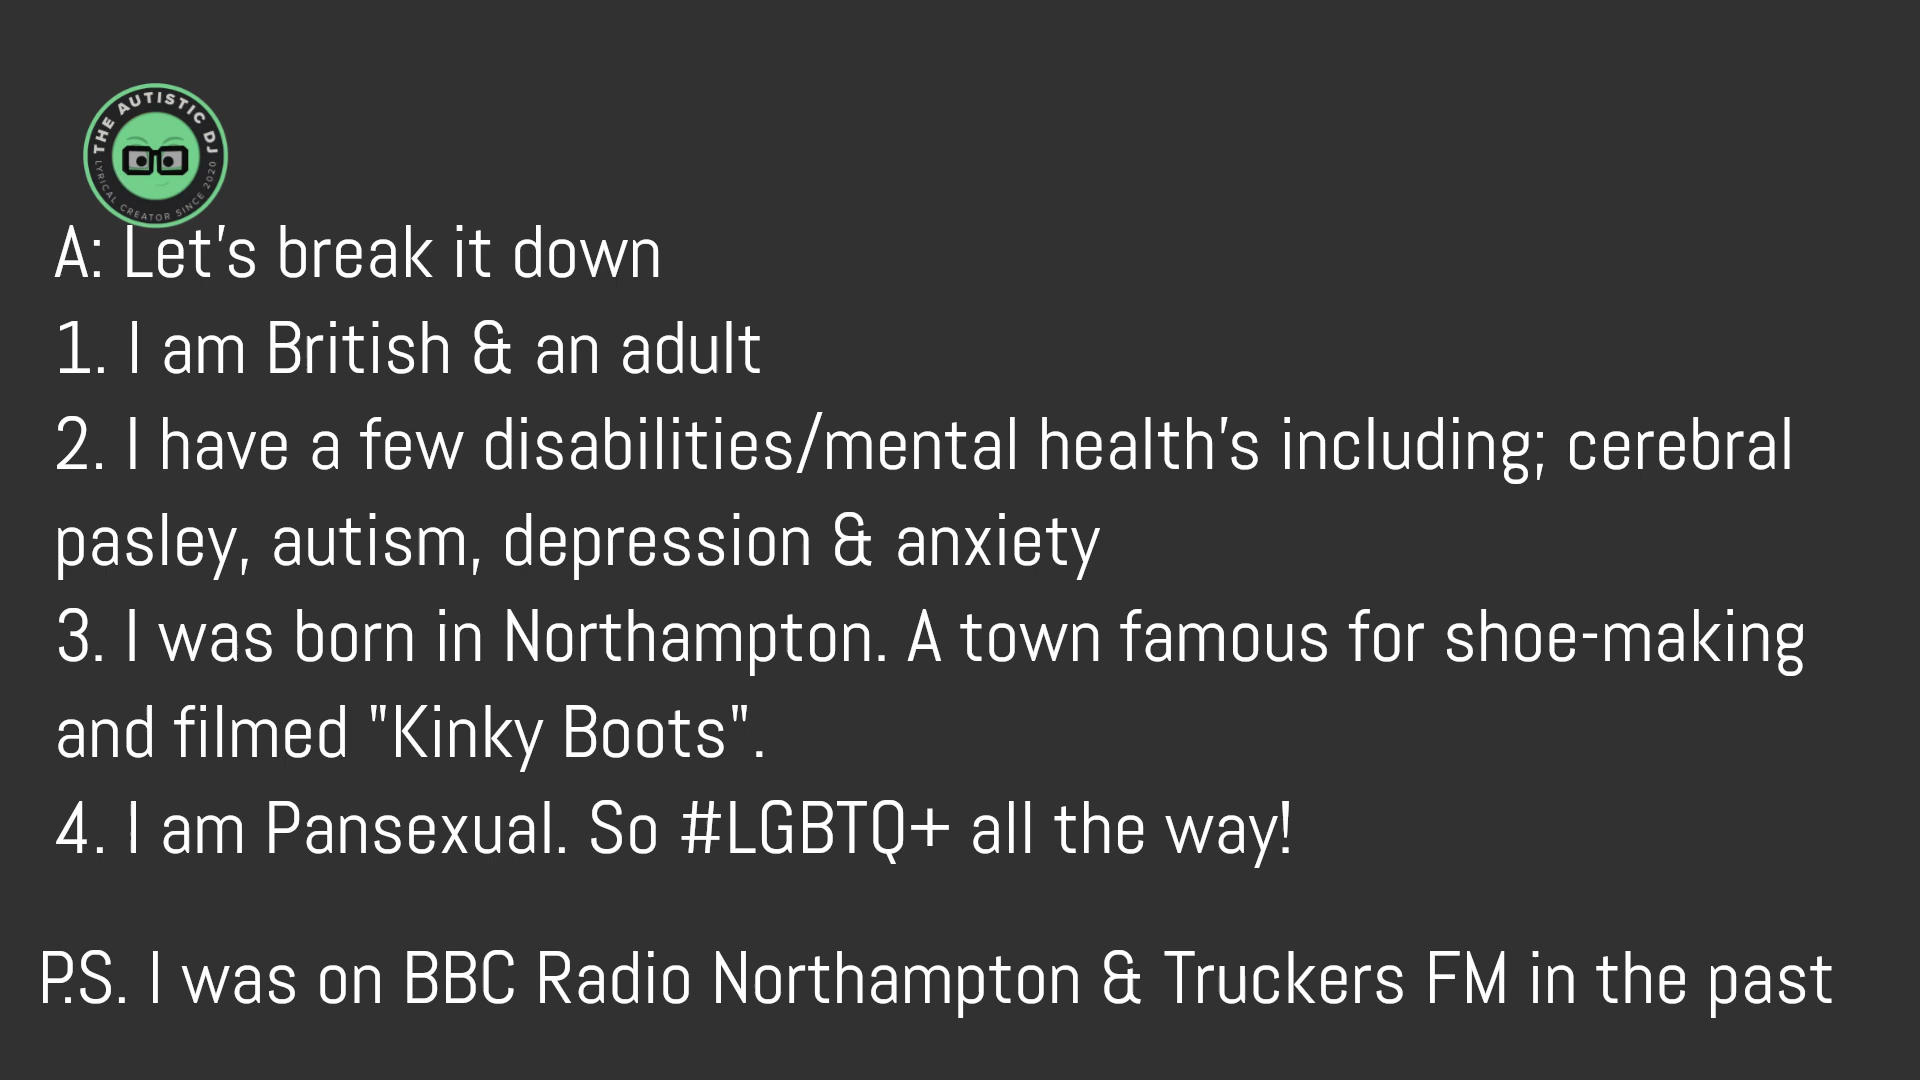 THE AUTISTIC DJ
LYRICAL CREATOR SINCE 2020
A: Let's break it down
1. I am British & an adult
2. I have a few disabilities/mental health's including; cerebral
pasley, autism, depression & anxiety
3. I was born in Northampton. A town famous for shoe-making
and filmed "Kinky Boots".
4. I am Pansexual. So #LGBTQ+ all the way!
P.S. I was on BBC Radio Northampton & Truckers FM in the past